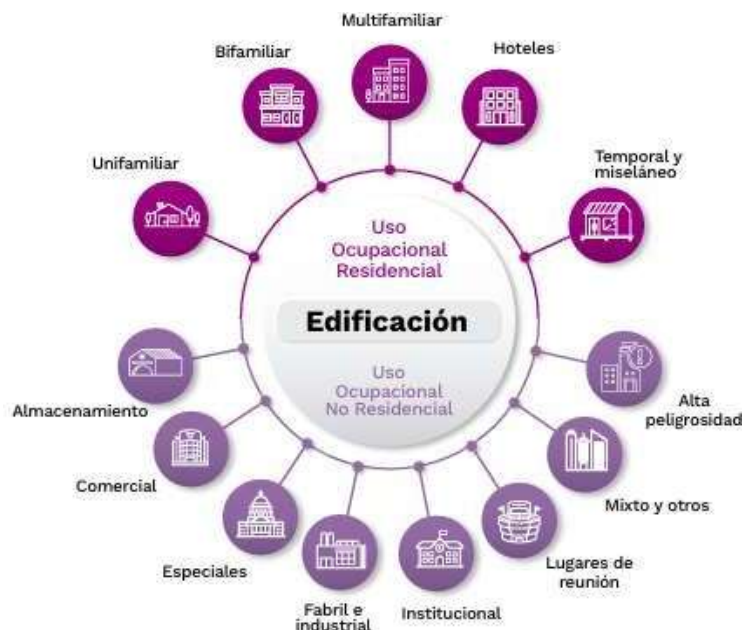 Multifamiliar
Bifamiliar
Hoteles
Unifamiliar
Temporal y
miseláneo
Uso
Ocupacional
Residencial
Edificación
Uso
Ocupacional
No Residencial
Almacenamiento
Alta
peligrosidad
Comercial
Mixto y otros
Especiales
Lugares de
reunión
Fabril e
industrial
Institucional